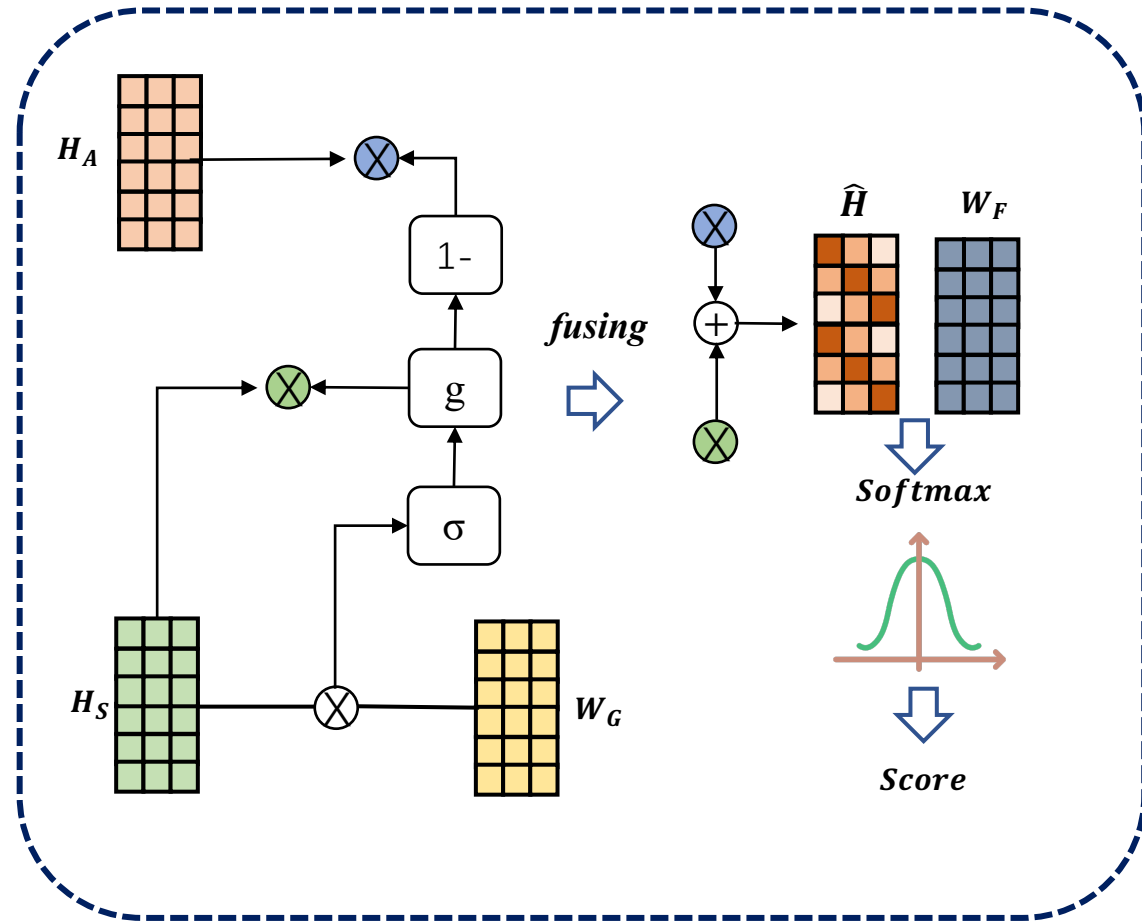 H_A
1-
g
σ
H_S
W_G
fusing
+
Ĥ
W_F
Softmax
Score